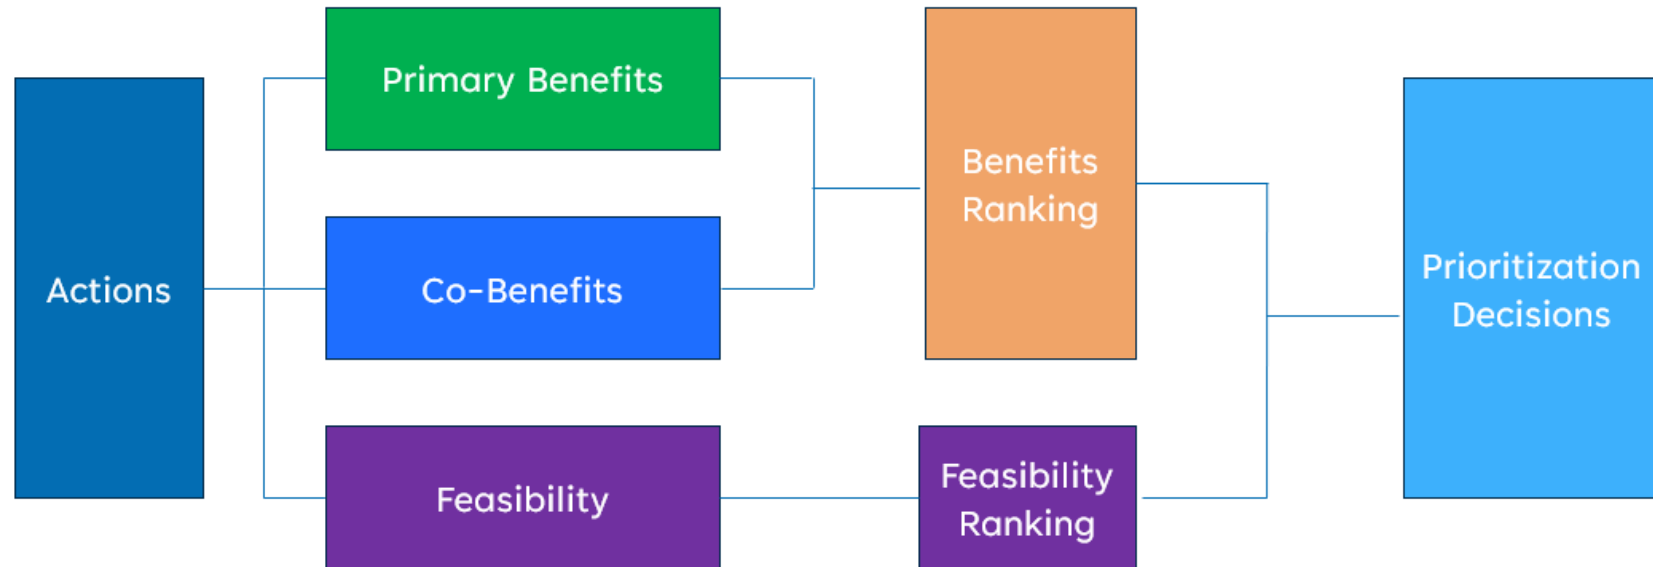 Actions
Primary Benefits
Co-Benefits
Feasibility
Benefits
Ranking
Feasibility
Ranking
Prioritization
Decisions